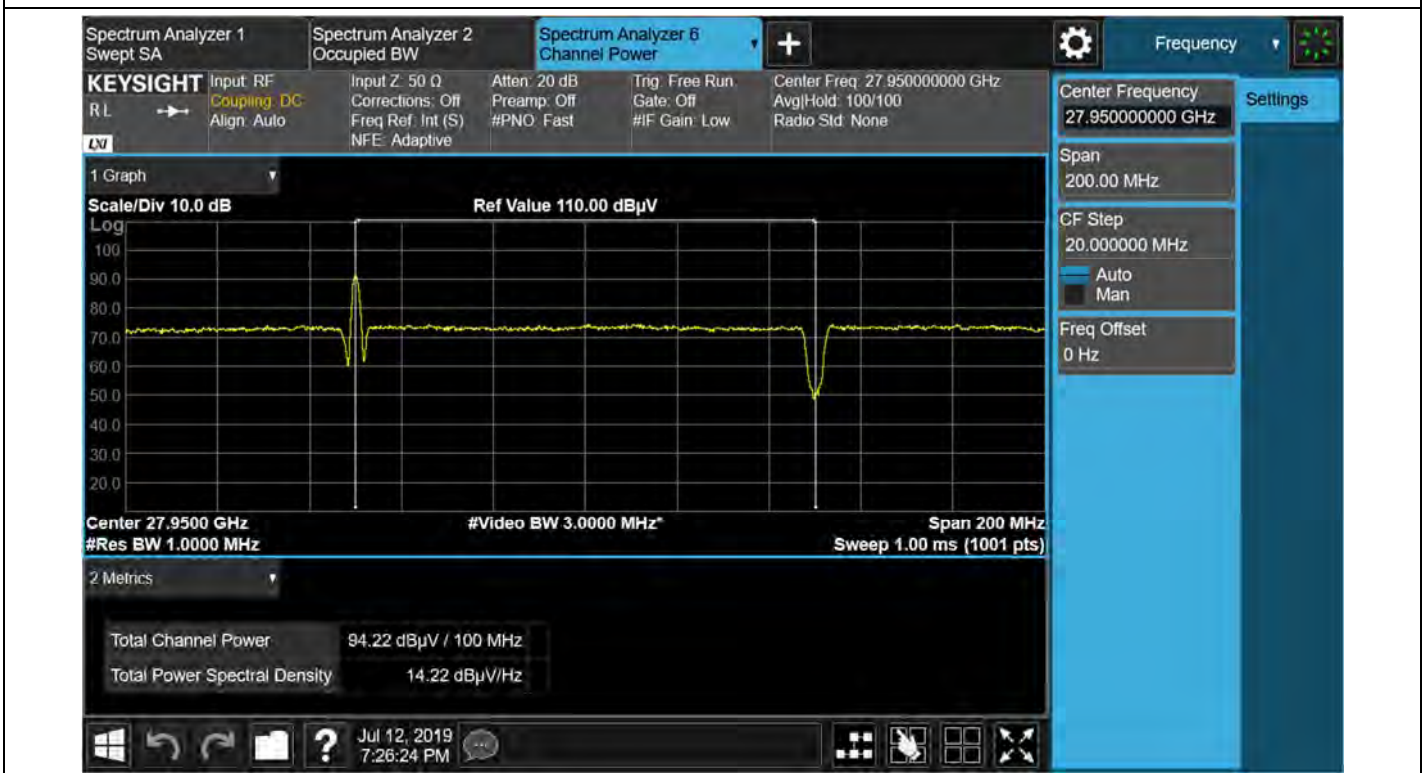 Spectrum Analyzer 1
Swept SA
Spectrum Analyzer 2
Occupied BW
Spectrum Analyzer 6
Channel Power
Frequency
KEYSIGHT
R L
LXI
Input: RF
Coupling: DC
Align: Auto
Input Z: 50 Ω
Corrections: Off
Freq Ref: Int (S)
NFE: Adaptive
Atten: 20 dB
Preamp: Off
#PNO: Fast
Trig: Free Run
Gate: Off
#IF Gain: Low
Center Freq: 27.950000000 GHz
Avg|Hold: 100/100
Radio Std: None
Center Frequency
27.950000000 GHz
Settings
Span
200.00 MHz
CF Step
20.000000 MHz
Auto
Man
Freq Offset
0 Hz
1 Graph
Scale/Div 10.0 dB
Ref Value 110.00 dBµV
Log
100
90.0
80.0
70.0
60.0
50.0
40.0
30.0
20.0
Center 27.9500 GHz
#Video BW 3.0000 MHz*
Span 200 MHz
#Res BW 1.0000 MHz
Sweep 1.00 ms (1001 pts)
2 Metrics
Total Channel Power 94.22 dBµV / 100 MHz
Total Power Spectral Density 14.22 dBµV/Hz
?
Jul 12, 2019
7:26:24 PM